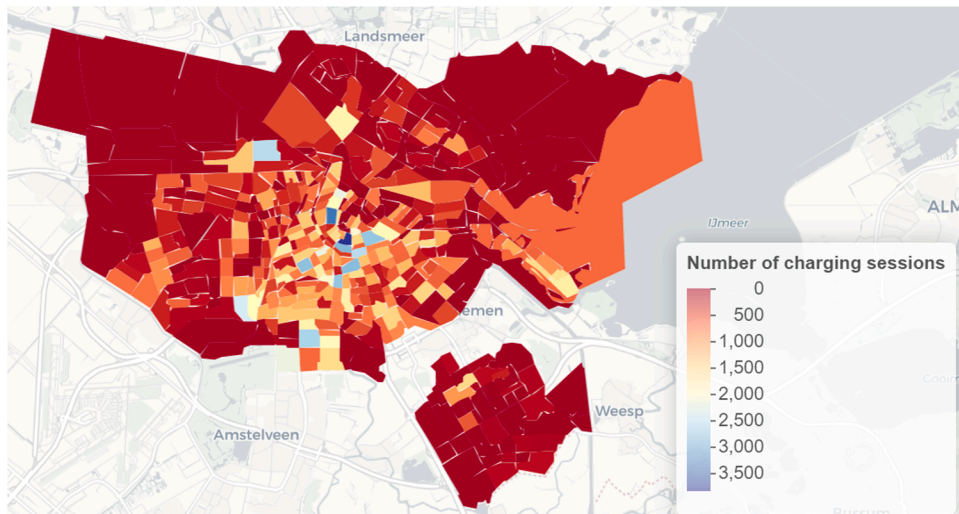 Landsmeer
ALM
IJmeer
Number of charging sessions
0
500
1,000
1,500
2,000
2,500
3,000
3,500
emen
Weesp
Amstelveen
Bussum